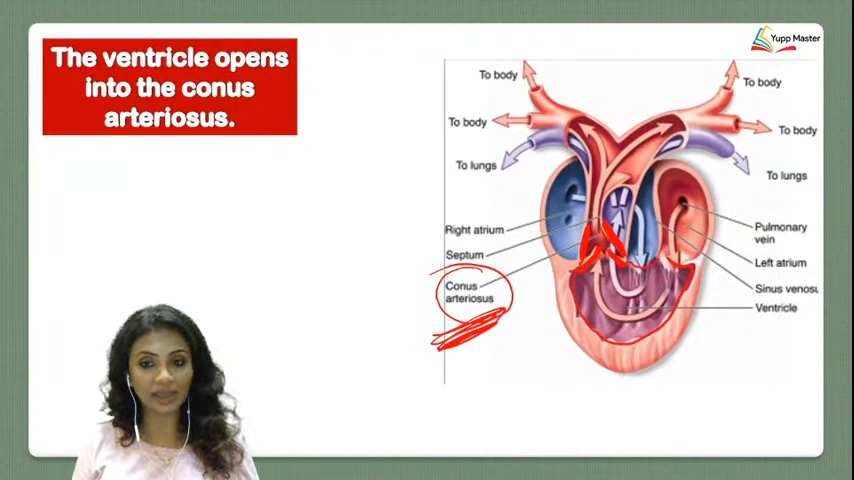 The ventricle opens
into the conus
arteriosus.
Yupp Master
To body
To body
To lungs
Right atrium
Septum
Conus
arteriosus
To body
To body
To lungs
Pulmonary
vein
Left atrium
Sinus venosu
Ventricle